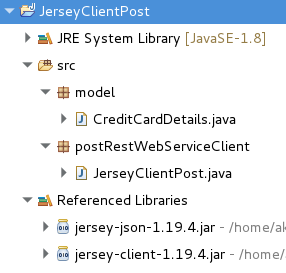 JerseyClientPost
JRE System Library [JavaSE-1.8]
src
model
CreditCardDetails.java
postRestWebServiceClient
JerseyClientPost.java
Referenced Libraries
jersey-json-1.19.4.jar - /home/ak
jersey-client-1.19.4.jar - /home/a